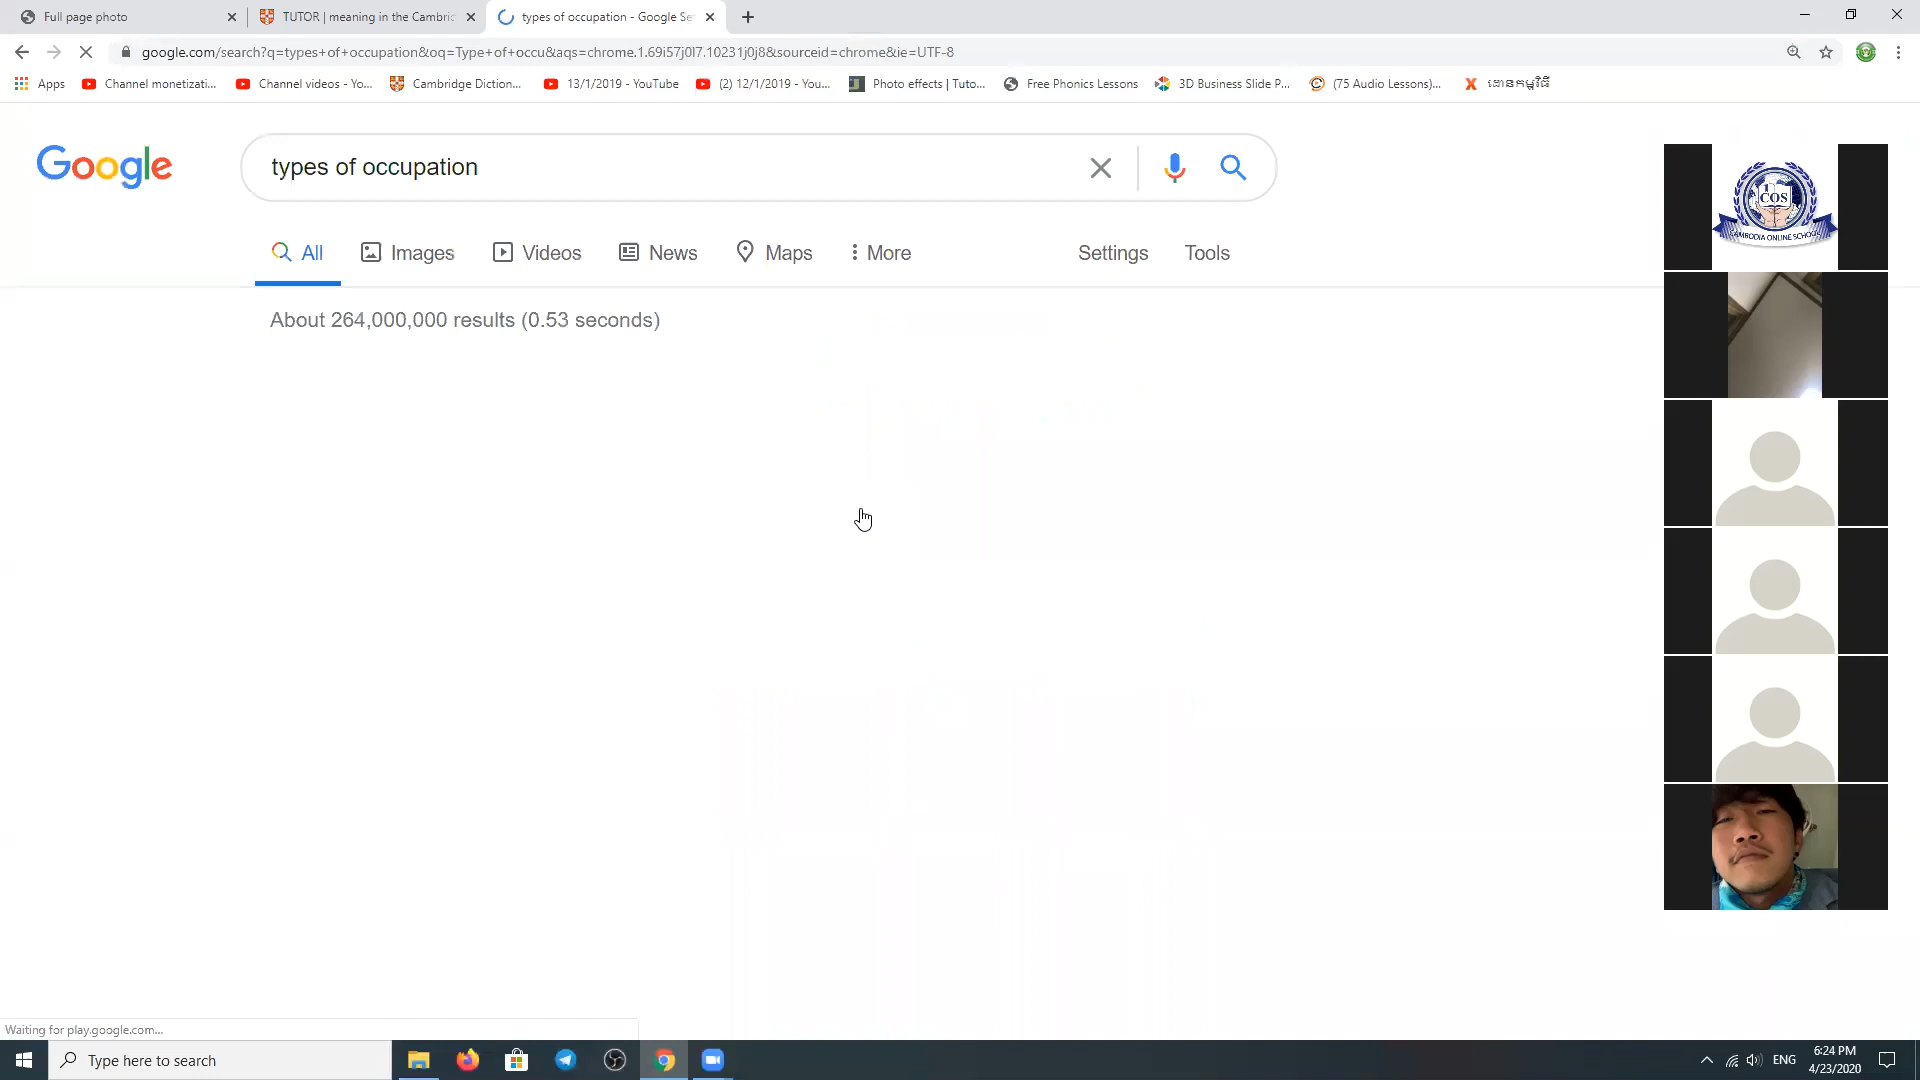 Full page photo
TUTOR | meaning in the Cambric
types of occupation - Google Se
google.com/search?q=types+of+occupation&oq=Type+of+occu&aqs=chrome.1.69i57j0l7.10231j0j8&sourceid=chrome&ie=UTF-8
Apps
Channel monetizati...
Channel videos - Yo...
Cambridge Diction...
13/1/2019 - YouTube
(2) 12/1/2019 - You...
Photo effects | Tuto...
Free Phonics Lessons
3D Business Slide P...
(75 Audio Lessons)...
Google
types of occupation
All
Images
Videos
News
Maps
More
Settings
Tools
About 264,000,000 results (0.53 seconds)
COS
CAMBODIA ONLINE SCHOOL
Waiting for play.google.com...
Type here to search
ENG
6:24 PM
4/23/2020